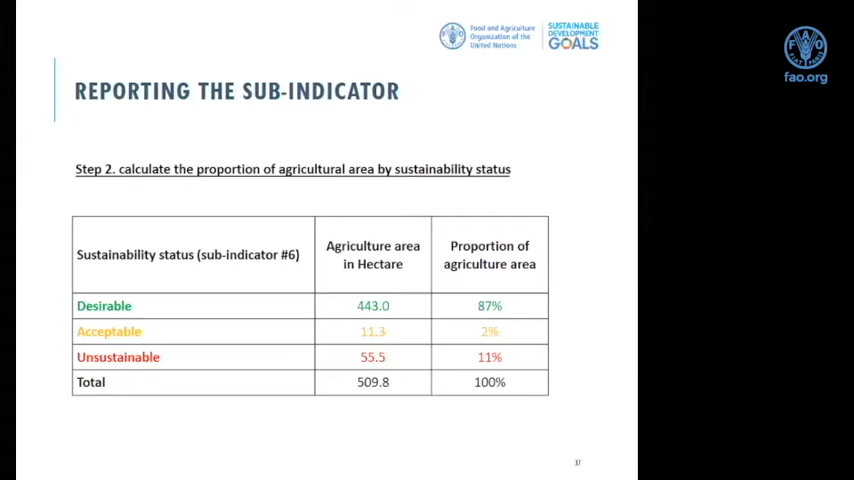 Food and Agriculture
Organization of the
United Nations
SUSTAINABLE
DEVELOPMENT
GOALS
F A O
FIAT PANIS
fao.org
REPORTING THE SUB-INDICATOR
Step 2. calculate the proportion of agricultural area by sustainability status
Sustainability status (sub-indicator #6)
Agriculture area
in Hectare
Proportion of
agriculture area
Desirable 443.0 87%
Acceptable 11.3 2%
Unsustainable 55.5 11%
Total 509.8 100%
37